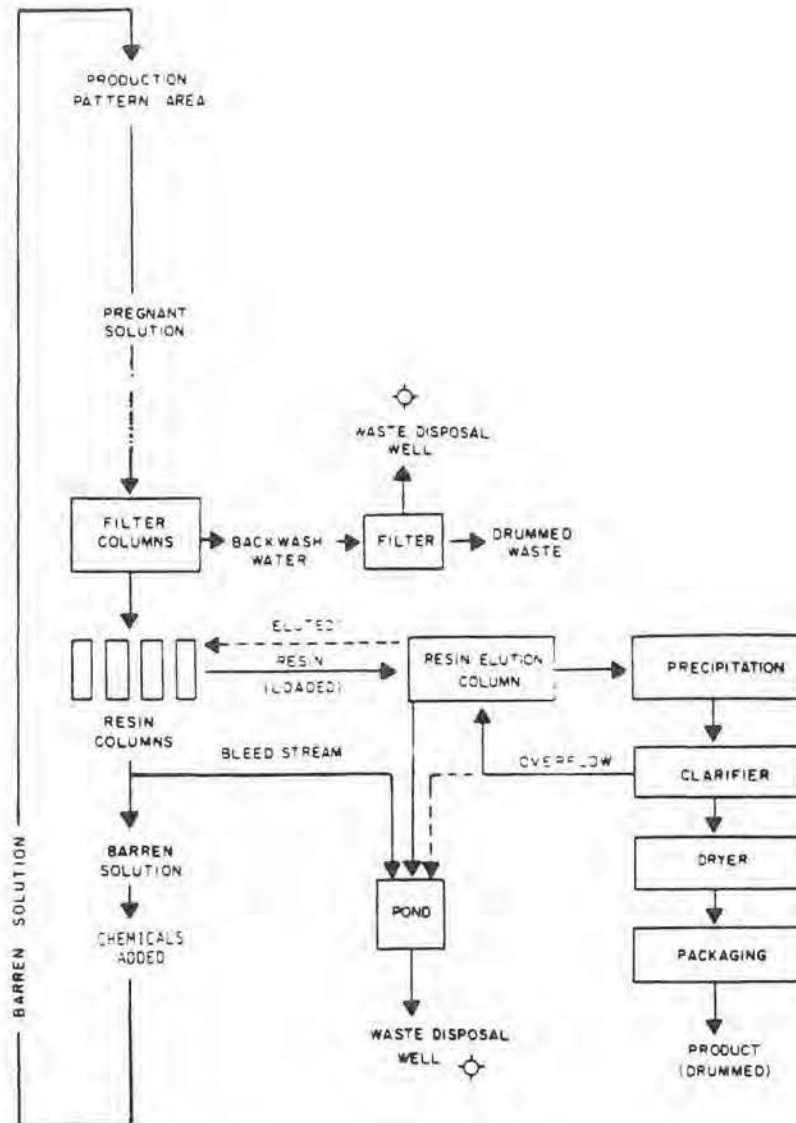 PRODUCTION
PATTERN AREA
PREGNANT
SOLUTION
WASTE DISPOSAL
WELL
FILTER
COLUMNS
BACKWASH
WATER
FILTER
DRUMMED
WASTE
ELUTED
RESIN
(LOADED)
RESIN ELUTION
COLUMN
PRECIPITATION
RESIN
COLUMNS
BLEED STREAM
OVERFLOW
CLARIFIER
BARREN
SOLUTION
DRYER
POND
CHEMICALS
ADDED
PACKAGING
BARREN SOLUTION
WASTE DISPOSAL
WELL
PRODUCT
(DRUMMED)